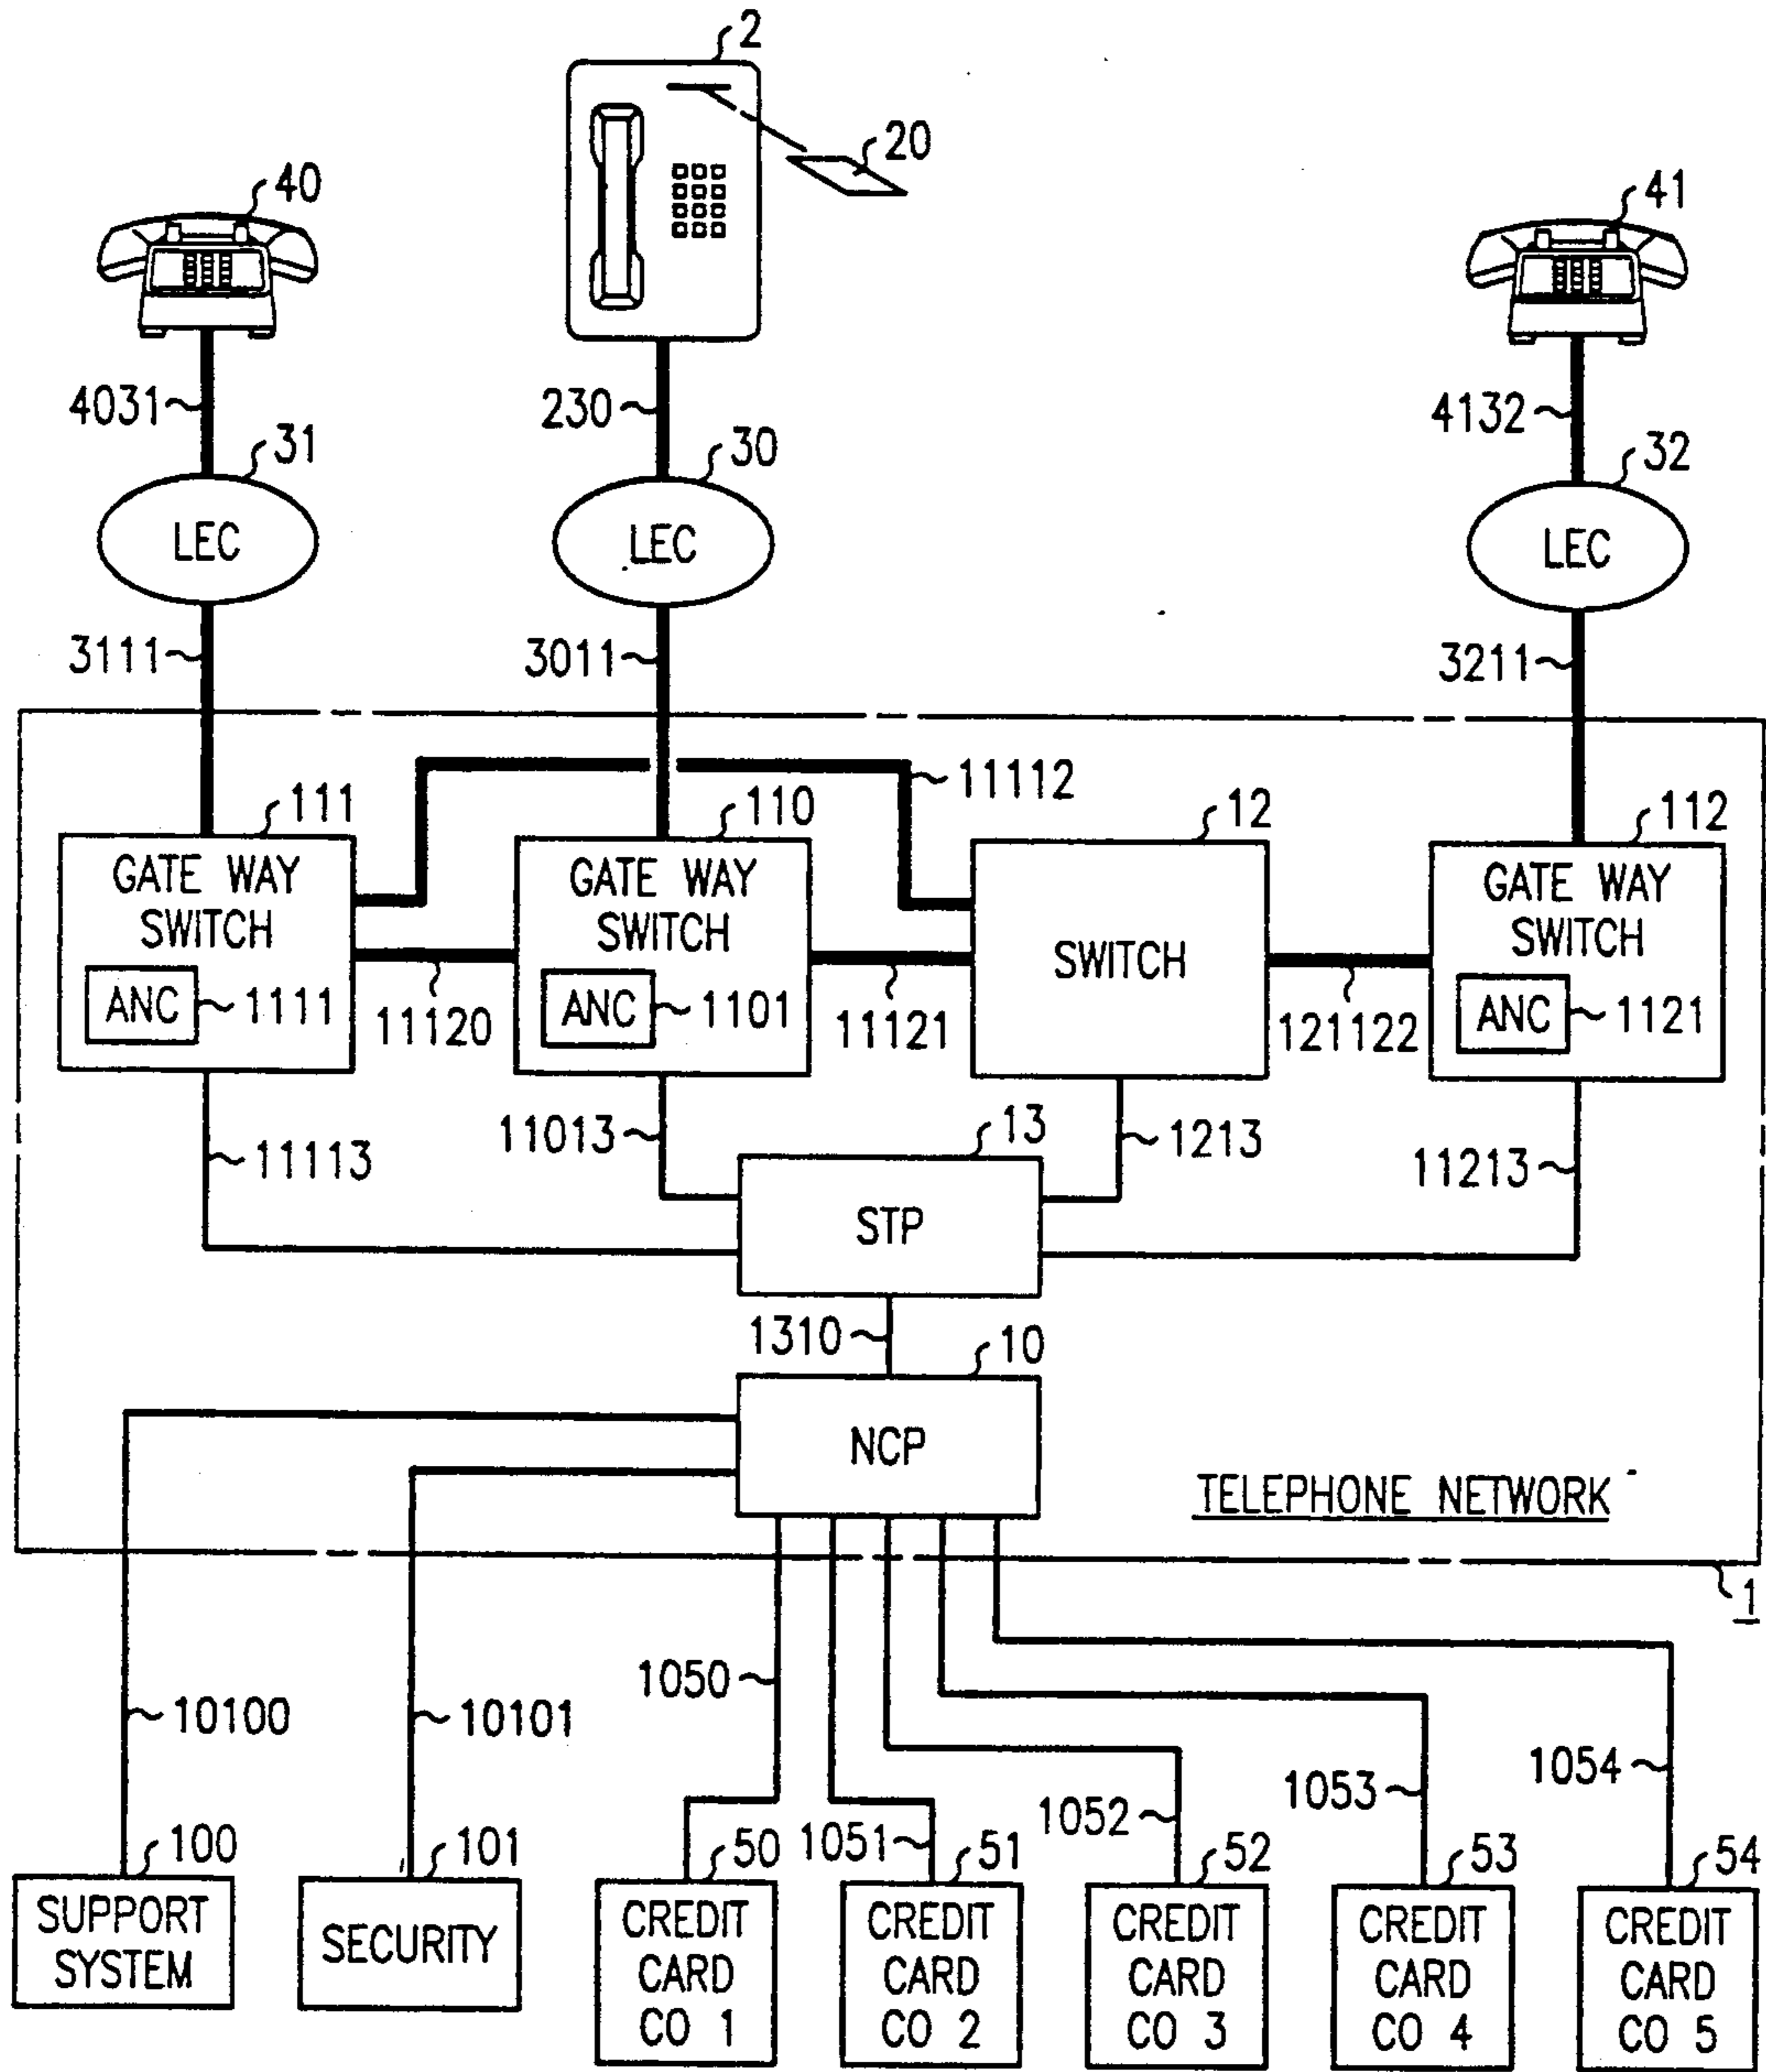 2
20
40
41
4031
230
4132
31
30
32
LEC
LEC
LEC
3111
3011
3211
111
110
11112
12
112
GATE WAY
SWITCH
GATE WAY
SWITCH
SWITCH
GATE WAY
SWITCH
ANC
1111
ANC
1101
ANC
1121
11120
11121
121122
11113
11013
13
1213
11213
STP
1310
10
NCP
TELEPHONE NETWORK
1
10100
10101
1050
1051
1052
1053
1054
100
101
50
51
52
53
54
SUPPORT
SYSTEM
SECURITY
CREDIT
CARD
CO 1
CREDIT
CARD
CO 2
CREDIT
CARD
CO 3
CREDIT
CARD
CO 4
CREDIT
CARD
CO 5